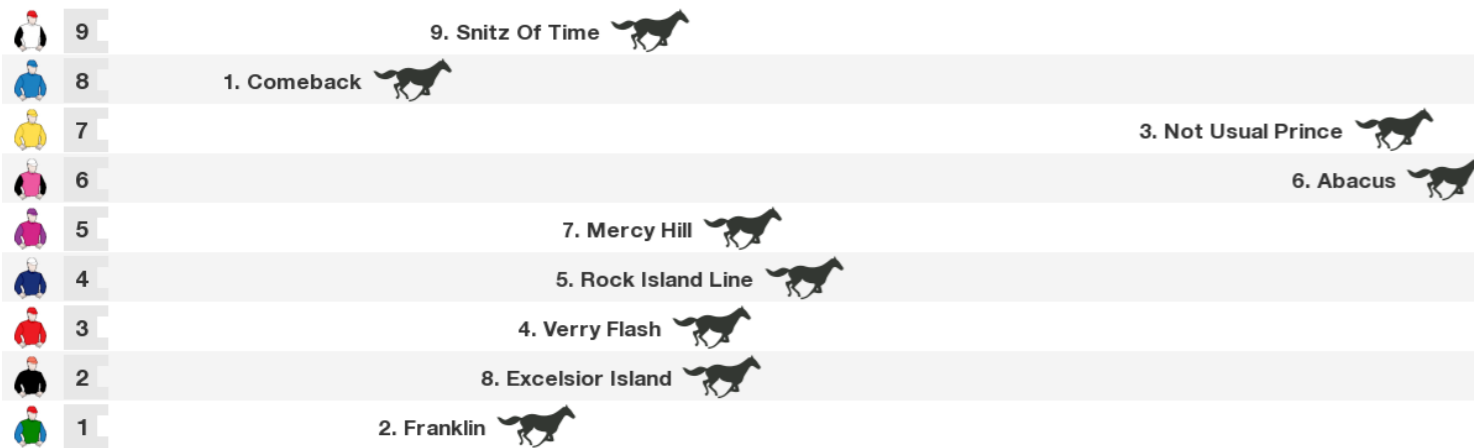 9 9. Snitz Of Time
8 1. Comeback
7 3. Not Usual Prince
6 6. Abacus
5 7. Mercy Hill
4 5. Rock Island Line
3 4. Verry Flash
2 8. Excelsior Island
1 2. Franklin